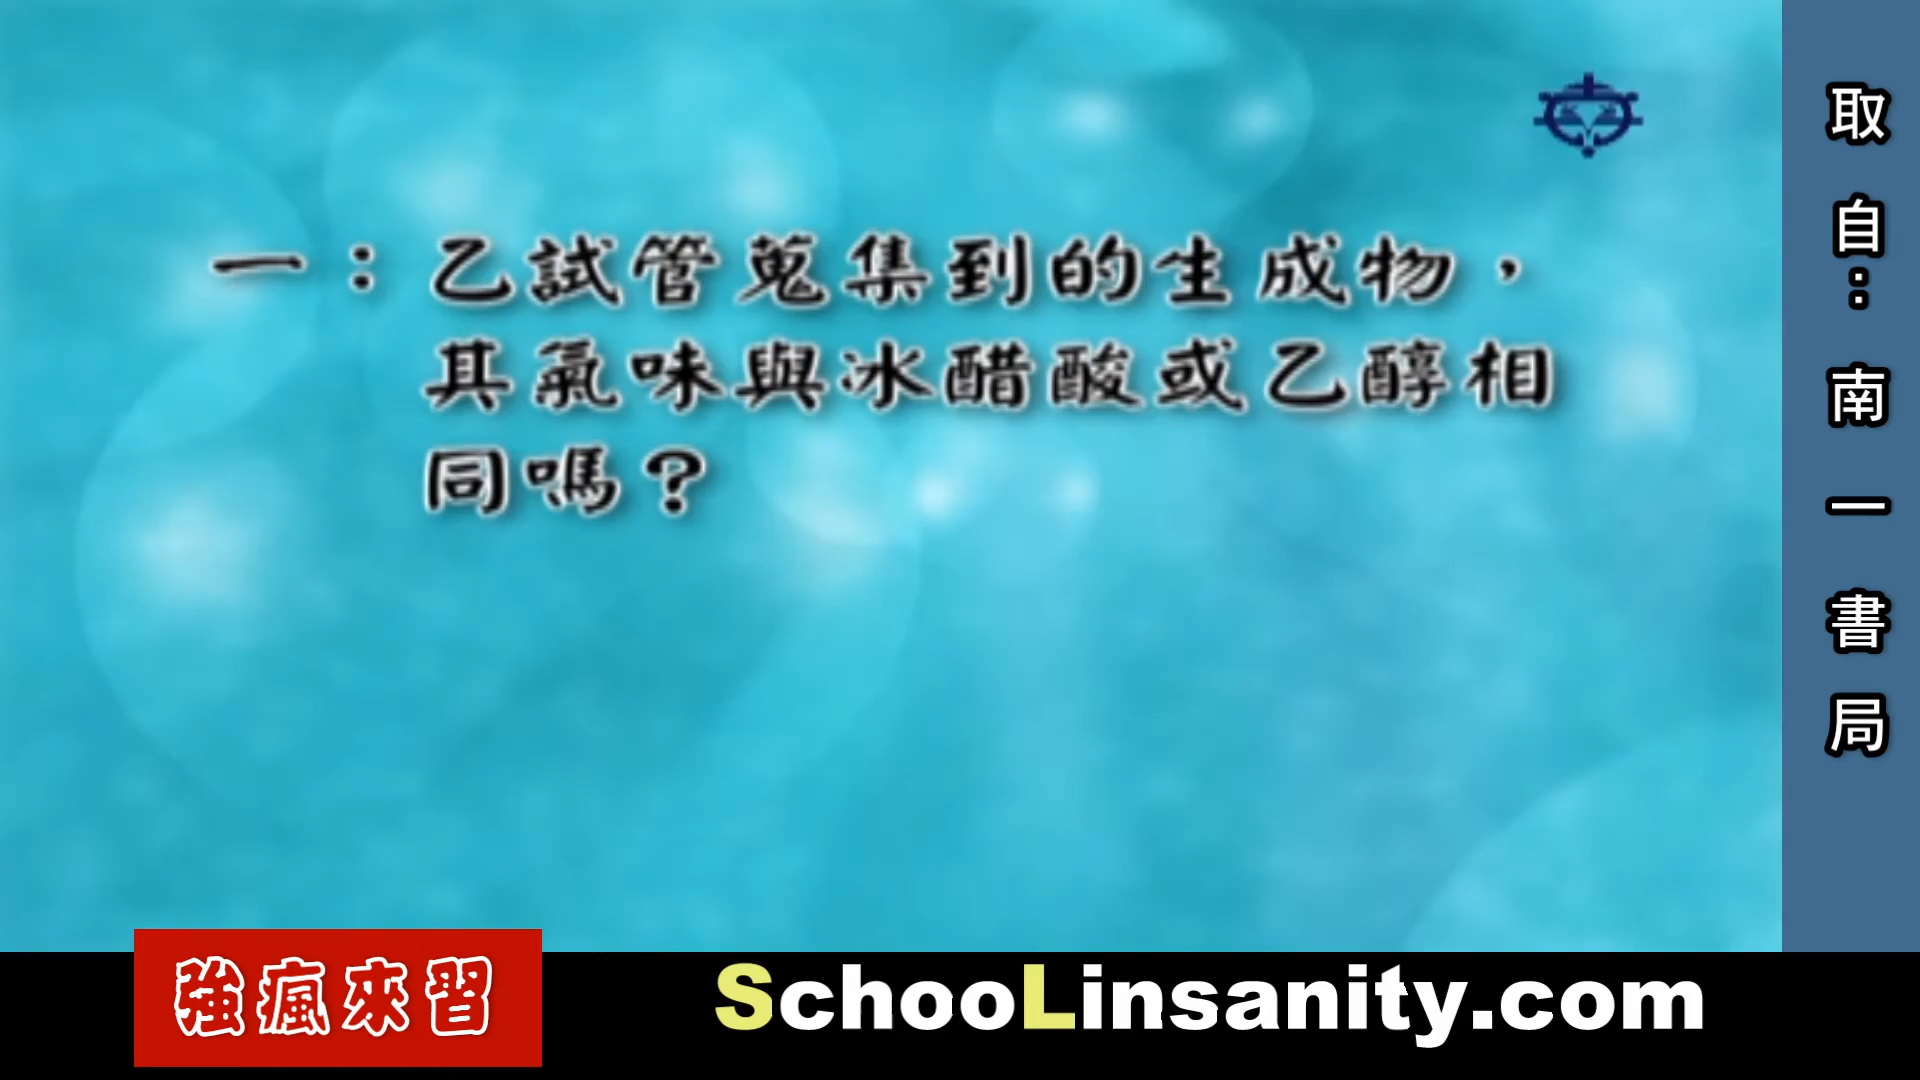 一：乙試管蒐集到的生成物，
其氣味與冰醋酸或乙醇相
同嗎？
取自：南一書局
強瘋來習
SchooLinsanity.com